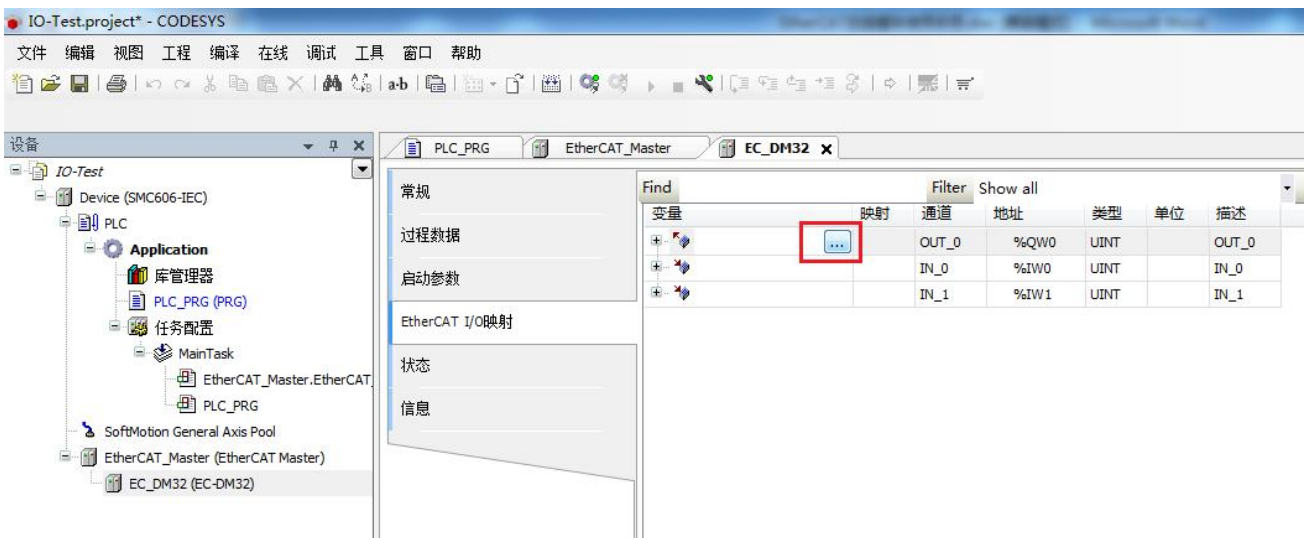 IO-Test.project* - CODESYS
文件 编辑 视图 工程 编译 在线 调试 工具 窗口 帮助
设备
IO-Test
Device (SMC606-IEC)
PLC
Application
库管理器
PLC_PRG (PRG)
任务配置
MainTask
EtherCAT_Master.EtherCAT_
PLC_PRG
SoftMotion General Axis Pool
EtherCAT_Master (EtherCAT Master)
EC_DM32 (EC-DM32)
PLC_PRG EtherCAT_Master EC_DM32
常规
过程数据
启动参数
EtherCAT I/O映射
状态
信息
Find Filter Show all
变量 映射 通道 地址 类型 单位 描述
... OUT_0 %QW0 UINT OUT_0
IN_0 %IW0 UINT IN_0
IN_1 %IW1 UINT IN_1